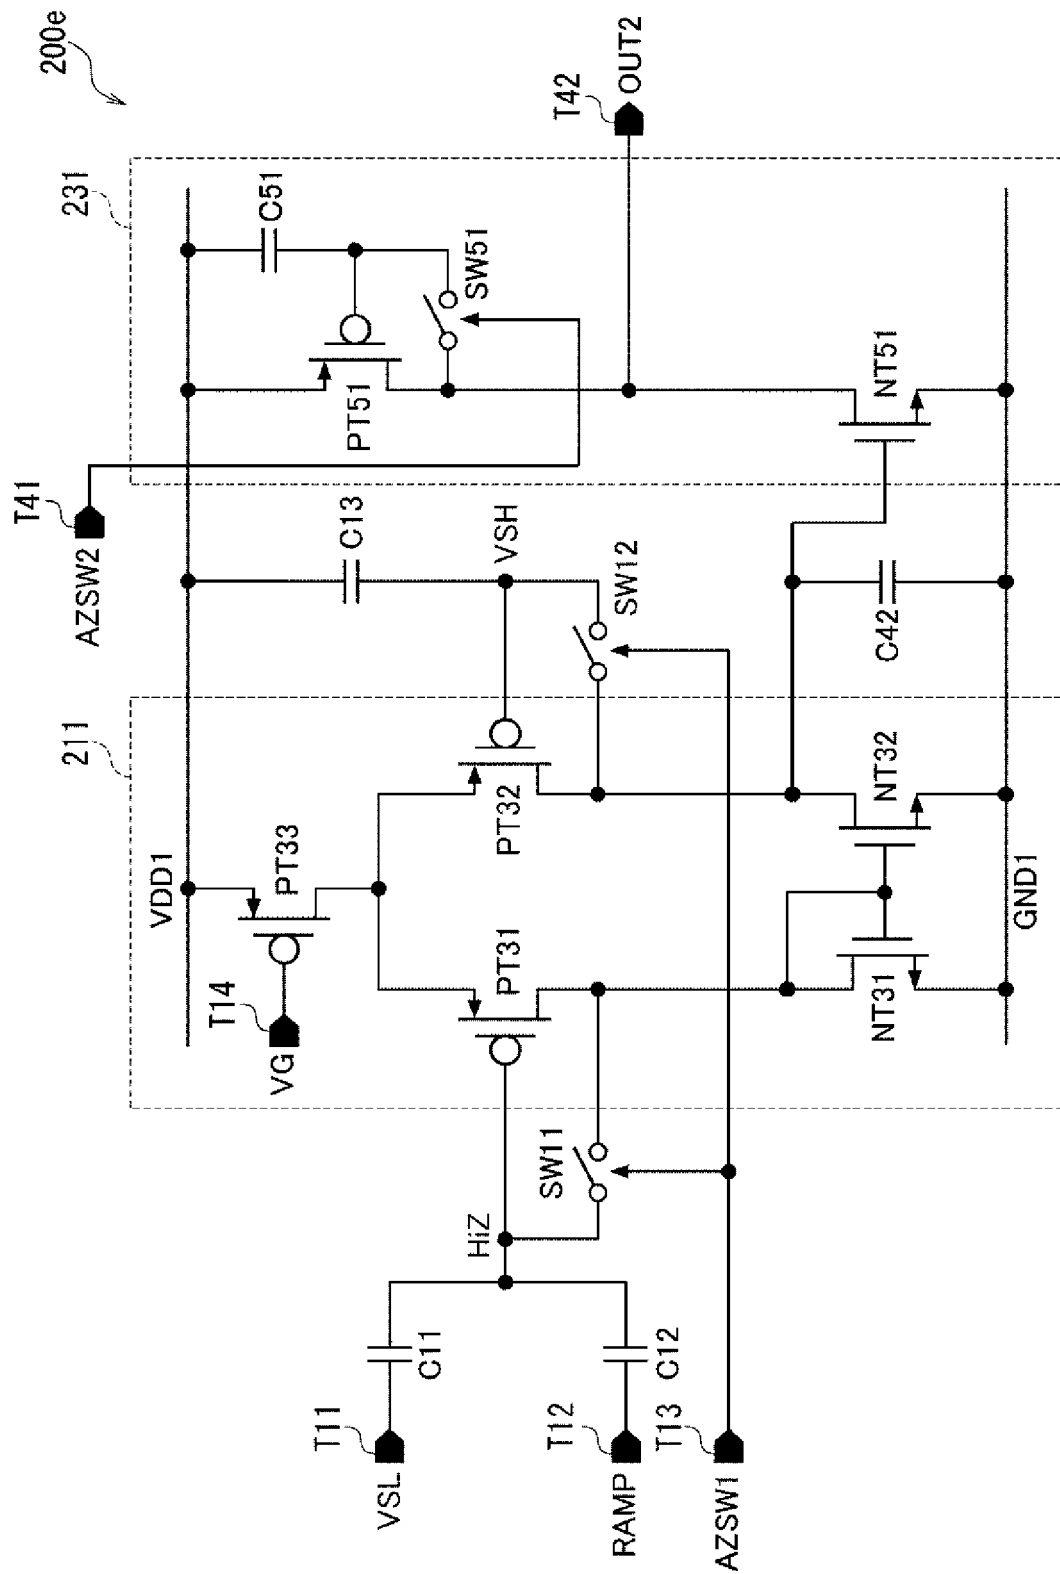 200e
T41
AZSW2
231
C51
SW51
PT51
T42
OUT2
NT51
211
VDD1
T14
VG
PT33
C13
VSH
SW12
PT32
PT31
C42
NT32
NT31
GND1
T11
VSL
C11
HiZ
SW11
T12
RAMP
C12
T13
AZSW1